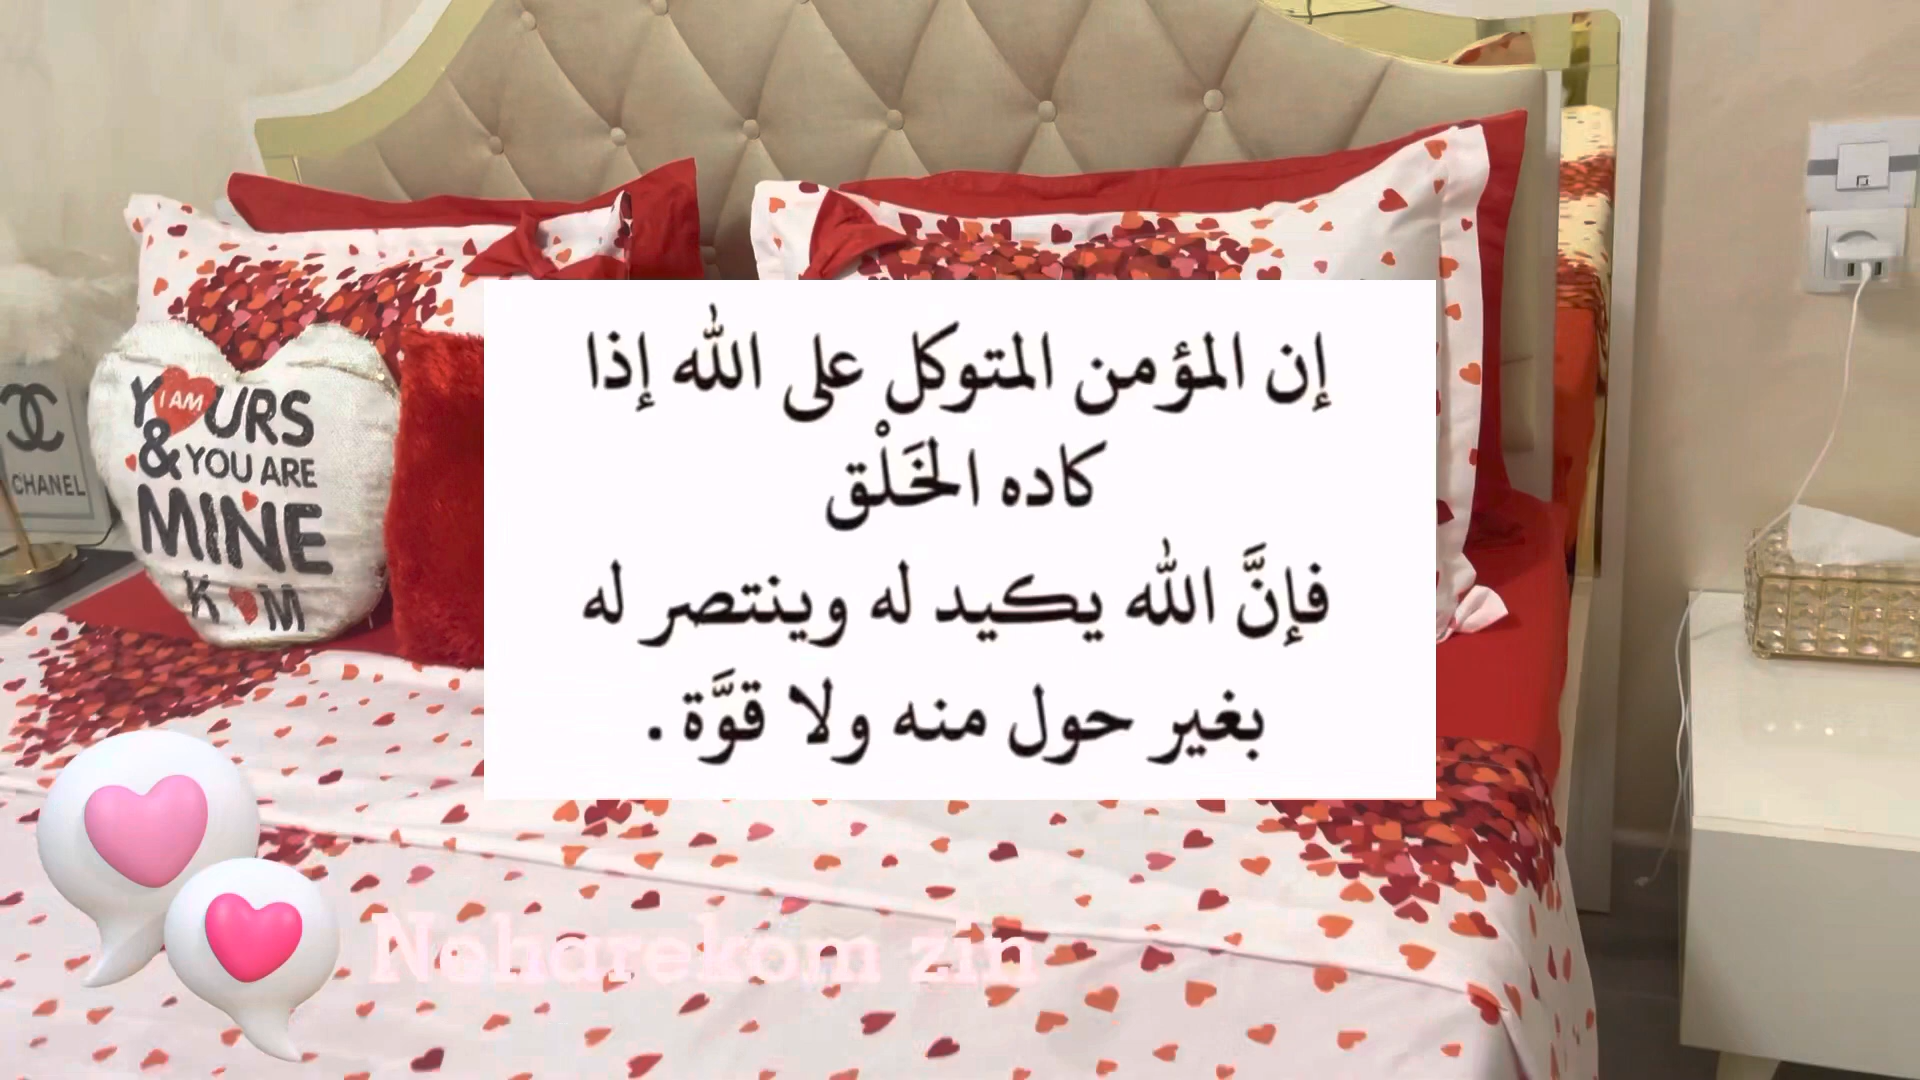 إن المؤمن المتوكل على الله إذا
كاده الخَلْق
فإنَّ الله يكيد له وينتصر له
بغير حول منه ولا قوَّة .
YOURS
I AM
& YOU ARE
MINE
K M
CHANEL
Noharekom zin